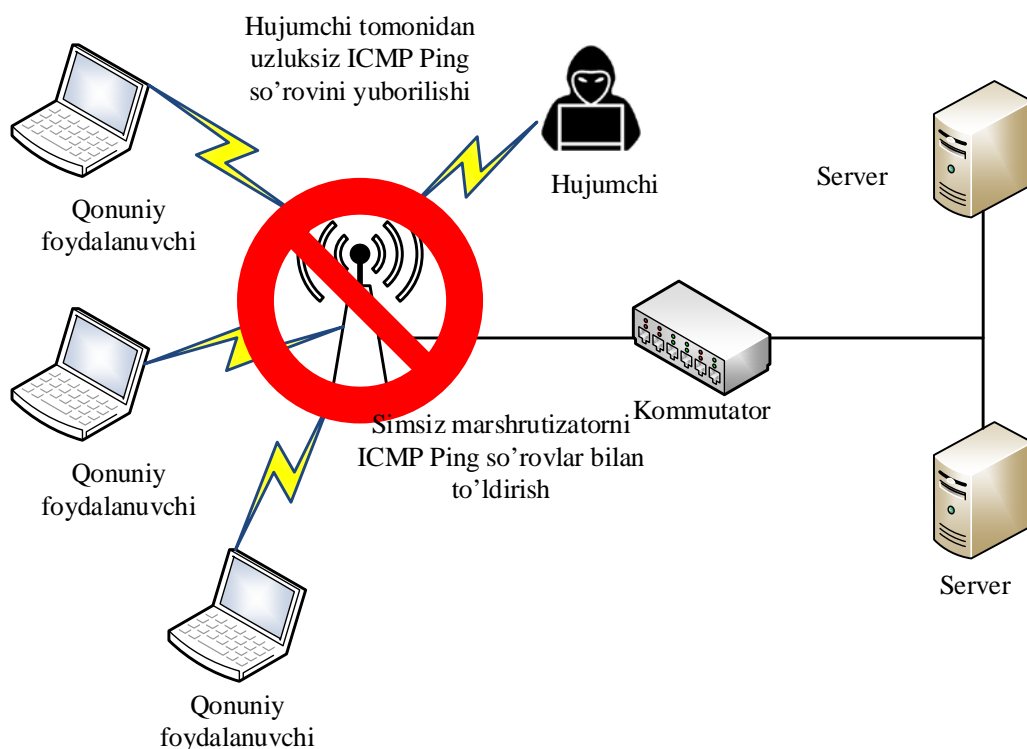 Hujumchi tomonidan
uzluksiz ICMP Ping
so’rovini yuborilishi
Hujumchi
Server
Qonuniy
foydalanuvchi
Kommutator
Simsiz marshrutizatorni
ICMP Ping so’rovlar bilan
to’ldirish
Qonuniy
foydalanuvchi
Server
Qonuniy
foydalanuvchi